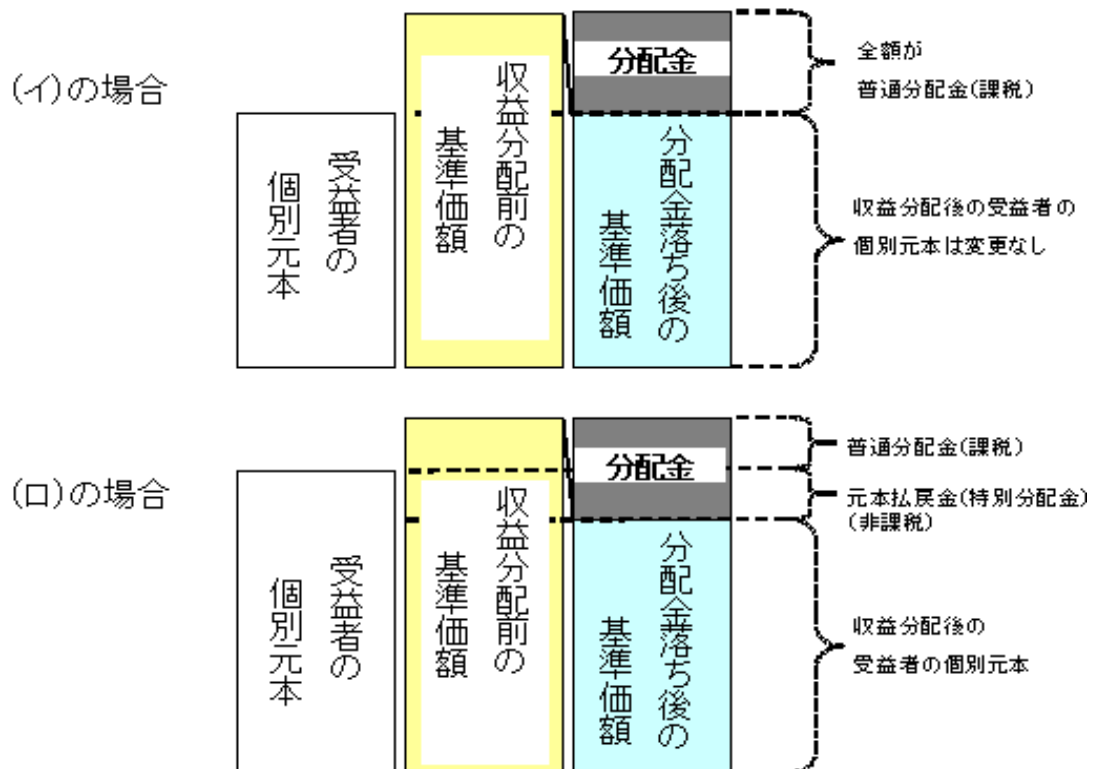 (イ)の場合
受益者の
個別元本
収益分配前の
基準価額
分配金
分配金落ち後の
基準価額
全額が
普通分配金(課税)
収益分配後の受益者の
個別元本は変更なし
(ロ)の場合
受益者の
個別元本
収益分配前の
基準価額
分配金
分配金落ち後の
基準価額
普通分配金(課税)
元本払戻金(特別分配金)
(非課税)
収益分配後の
受益者の個別元本